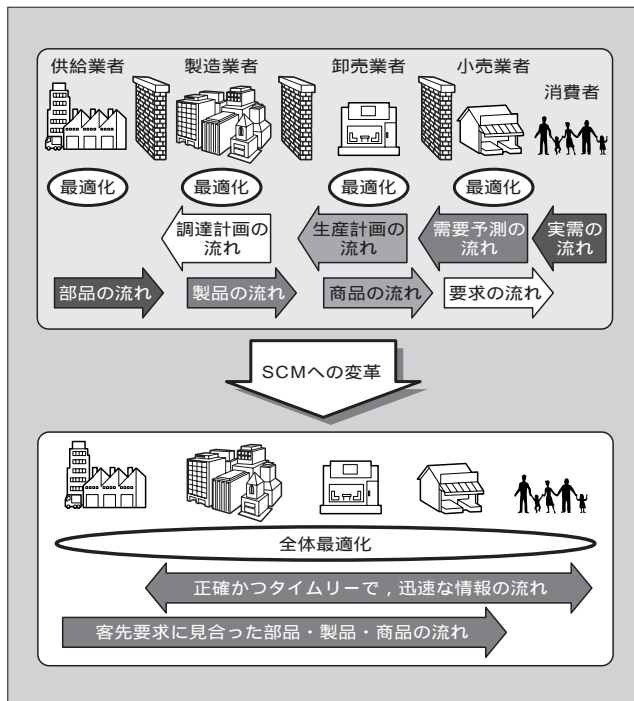 供給業者
製造業者
卸売業者
小売業者
消費者
最適化
最適化
最適化
最適化
調達計画の
流れ
生産計画の
流れ
需要予測の
流れ
実需の
流れ
部品の流れ
製品の流れ
商品の流れ
要求の流れ
SCMへの変革
全体最適化
正確かつタイムリーで，迅速な情報の流れ
客先要求に見合った部品・製品・商品の流れ